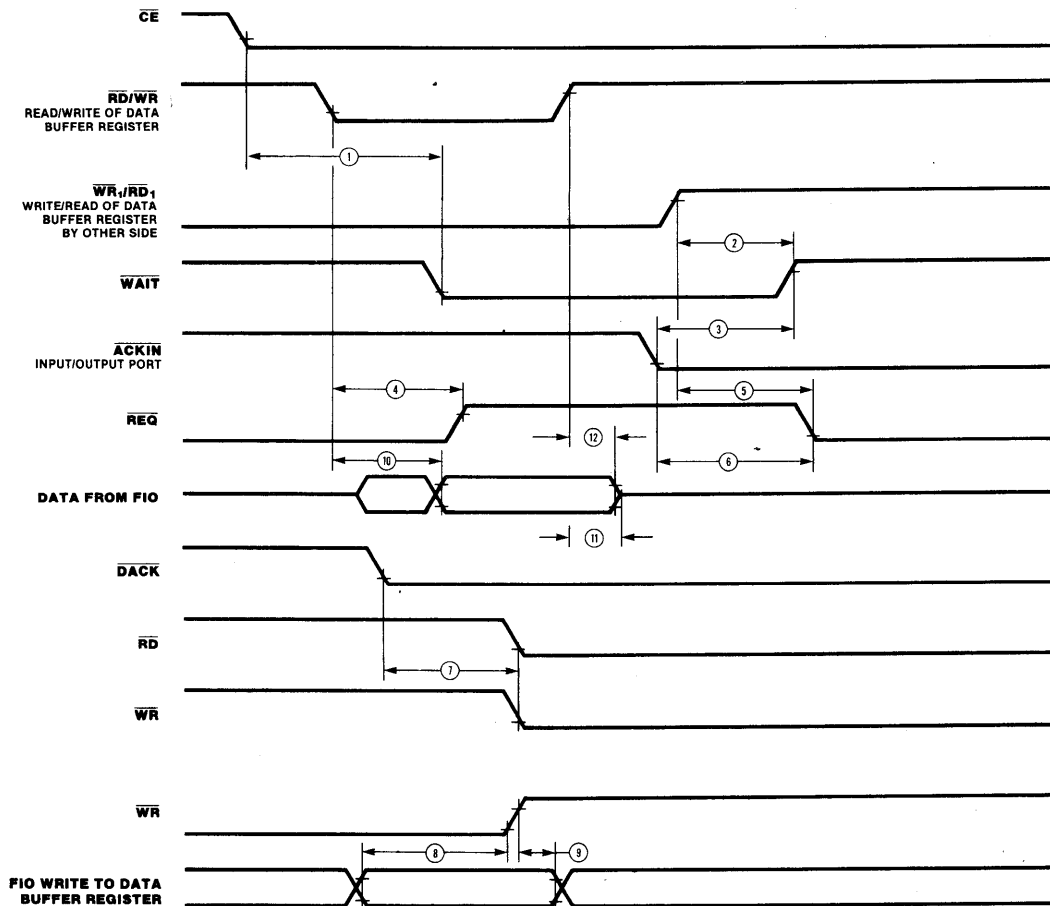 CE
RD/WR
READ/WRITE OF DATA
BUFFER REGISTER
1
WR₁/RD₁
WRITE/READ OF DATA
BUFFER REGISTER
BY OTHER SIDE
2
WAIT
3
ACKIN
INPUT/OUTPUT PORT
4
5
REQ
12
6
10
DATA FROM FIO
11
DACK
RD
7
WR
WR
8
9
FIO WRITE TO DATA
BUFFER REGISTER